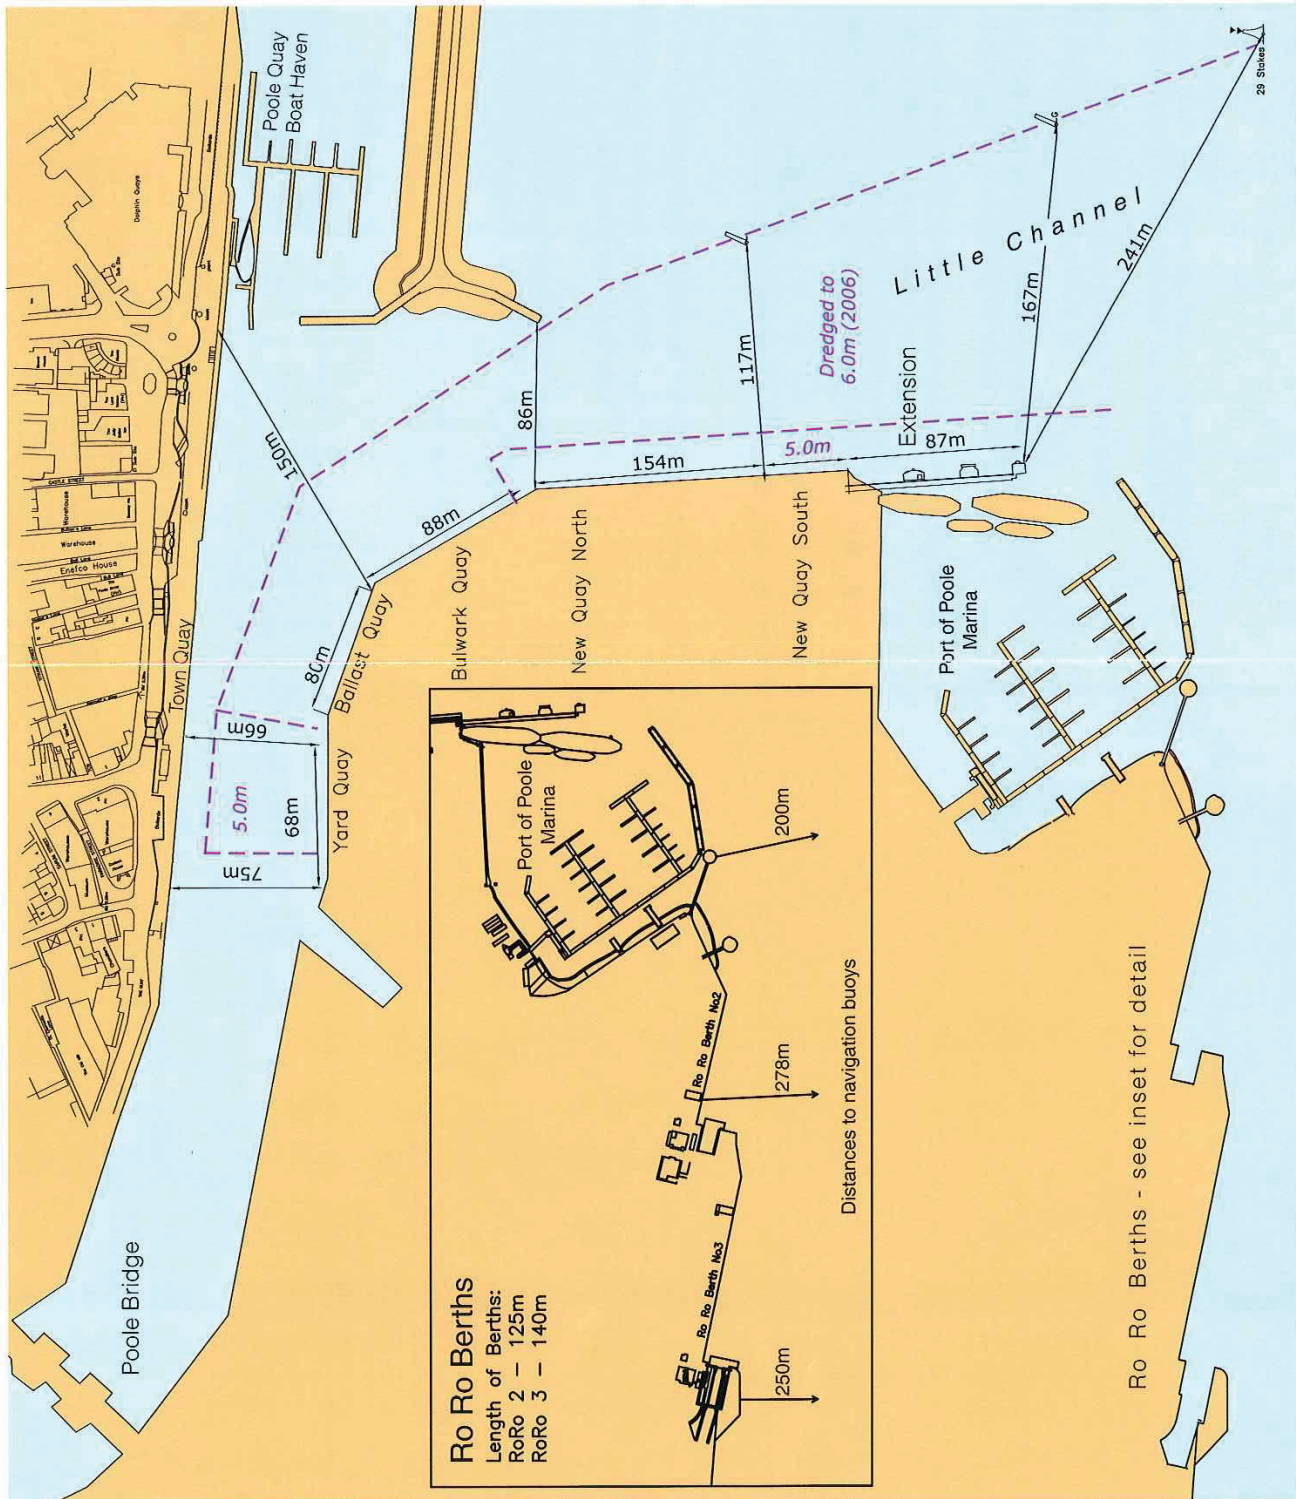 Poole Quay
Boat Haven
Dolphin Quays
CASTLE STREET
Warehouse
Warehouse
Enefco House
Town Quay
Poole Bridge
150m
80m
88m
86m
66m
68m
75m
5.0m
Yard Quay
Ballast Quay
Bulwark Quay
New Quay North
New Quay South
154m
117m
5.0m
87m
Extension
Dredged to
6.0m (2006)
Little Channel
167m
241m
29 Stakes
G
Port of Poole
Marina
Ro Ro Berths - see inset for detail
Ro Ro Berths
Length of Berths:
RoRo 2 - 125m
RoRo 3 - 140m
Port of Poole
Marina
Ro Ro Berth No2
Ro Ro Berth No3
200m
278m
250m
Distances to navigation buoys